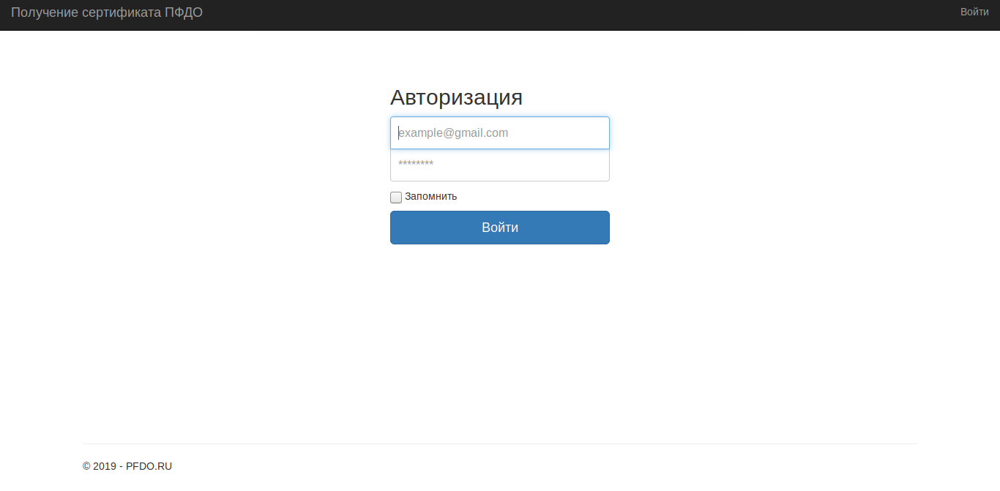 Получение сертификата ПФДО
Войти
Авторизация
example@gmail.com
********
Запомнить
Войти
© 2019 - PFDO.RU